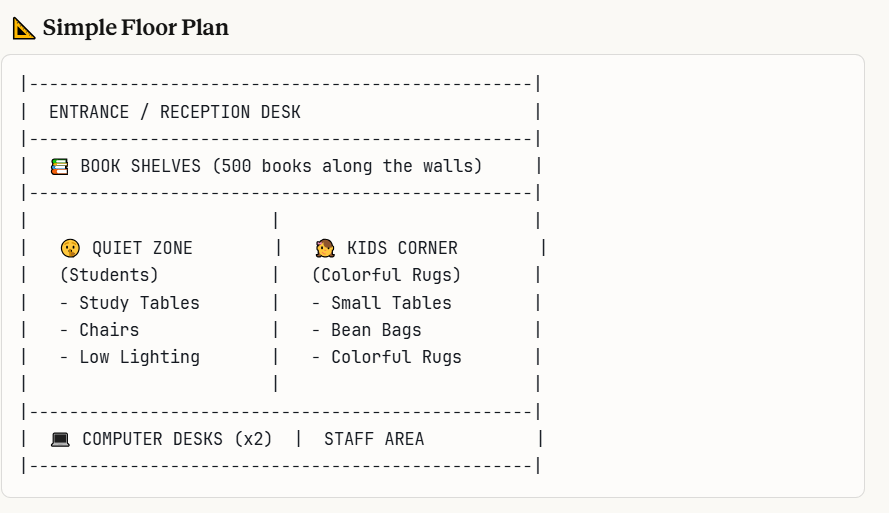 📐 Simple Floor Plan
|--------------------------------------------------|
|  ENTRANCE / RECEPTION DESK                       |
|--------------------------------------------------|
|  📚 BOOK SHELVES (500 books along the walls)     |
|--------------------------------------------------|
|                        |                         |
|   🤫 QUIET ZONE        |   👧 KIDS CORNER        |
|   (Students)           |   (Colorful Rugs)       |
|   - Study Tables       |   - Small Tables        |
|   - Chairs             |   - Bean Bags           |
|   - Low Lighting       |   - Colorful Rugs       |
|                        |                         |
|--------------------------------------------------|
|  💻 COMPUTER DESKS (x2)  |  STAFF AREA           |
|--------------------------------------------------|